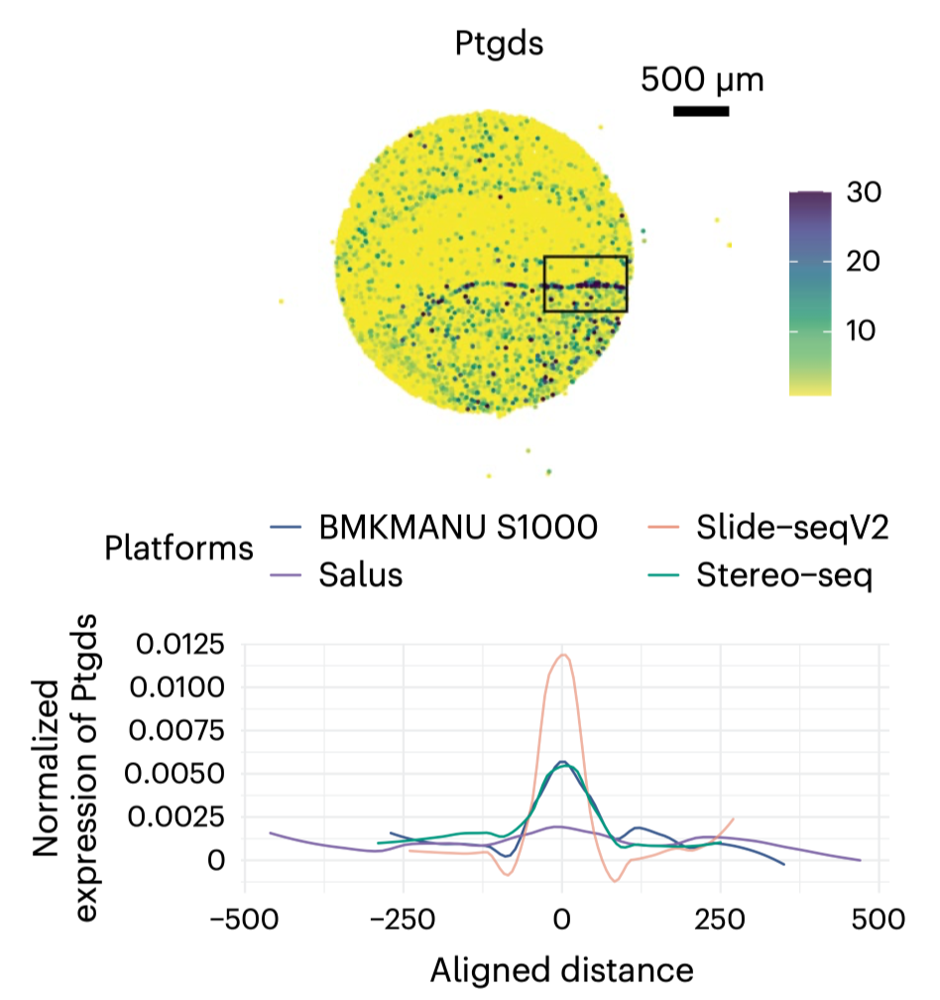 Ptgds
500 μm
30
20
10
Platforms
BMKMANU S1000
Slide–seqV2
Salus
Stereo–seq
Normalized
expression of Ptgds
0.0125
0.0100
0.0075
0.0050
0.0025
0
−500
−250
0
250
500
Aligned distance